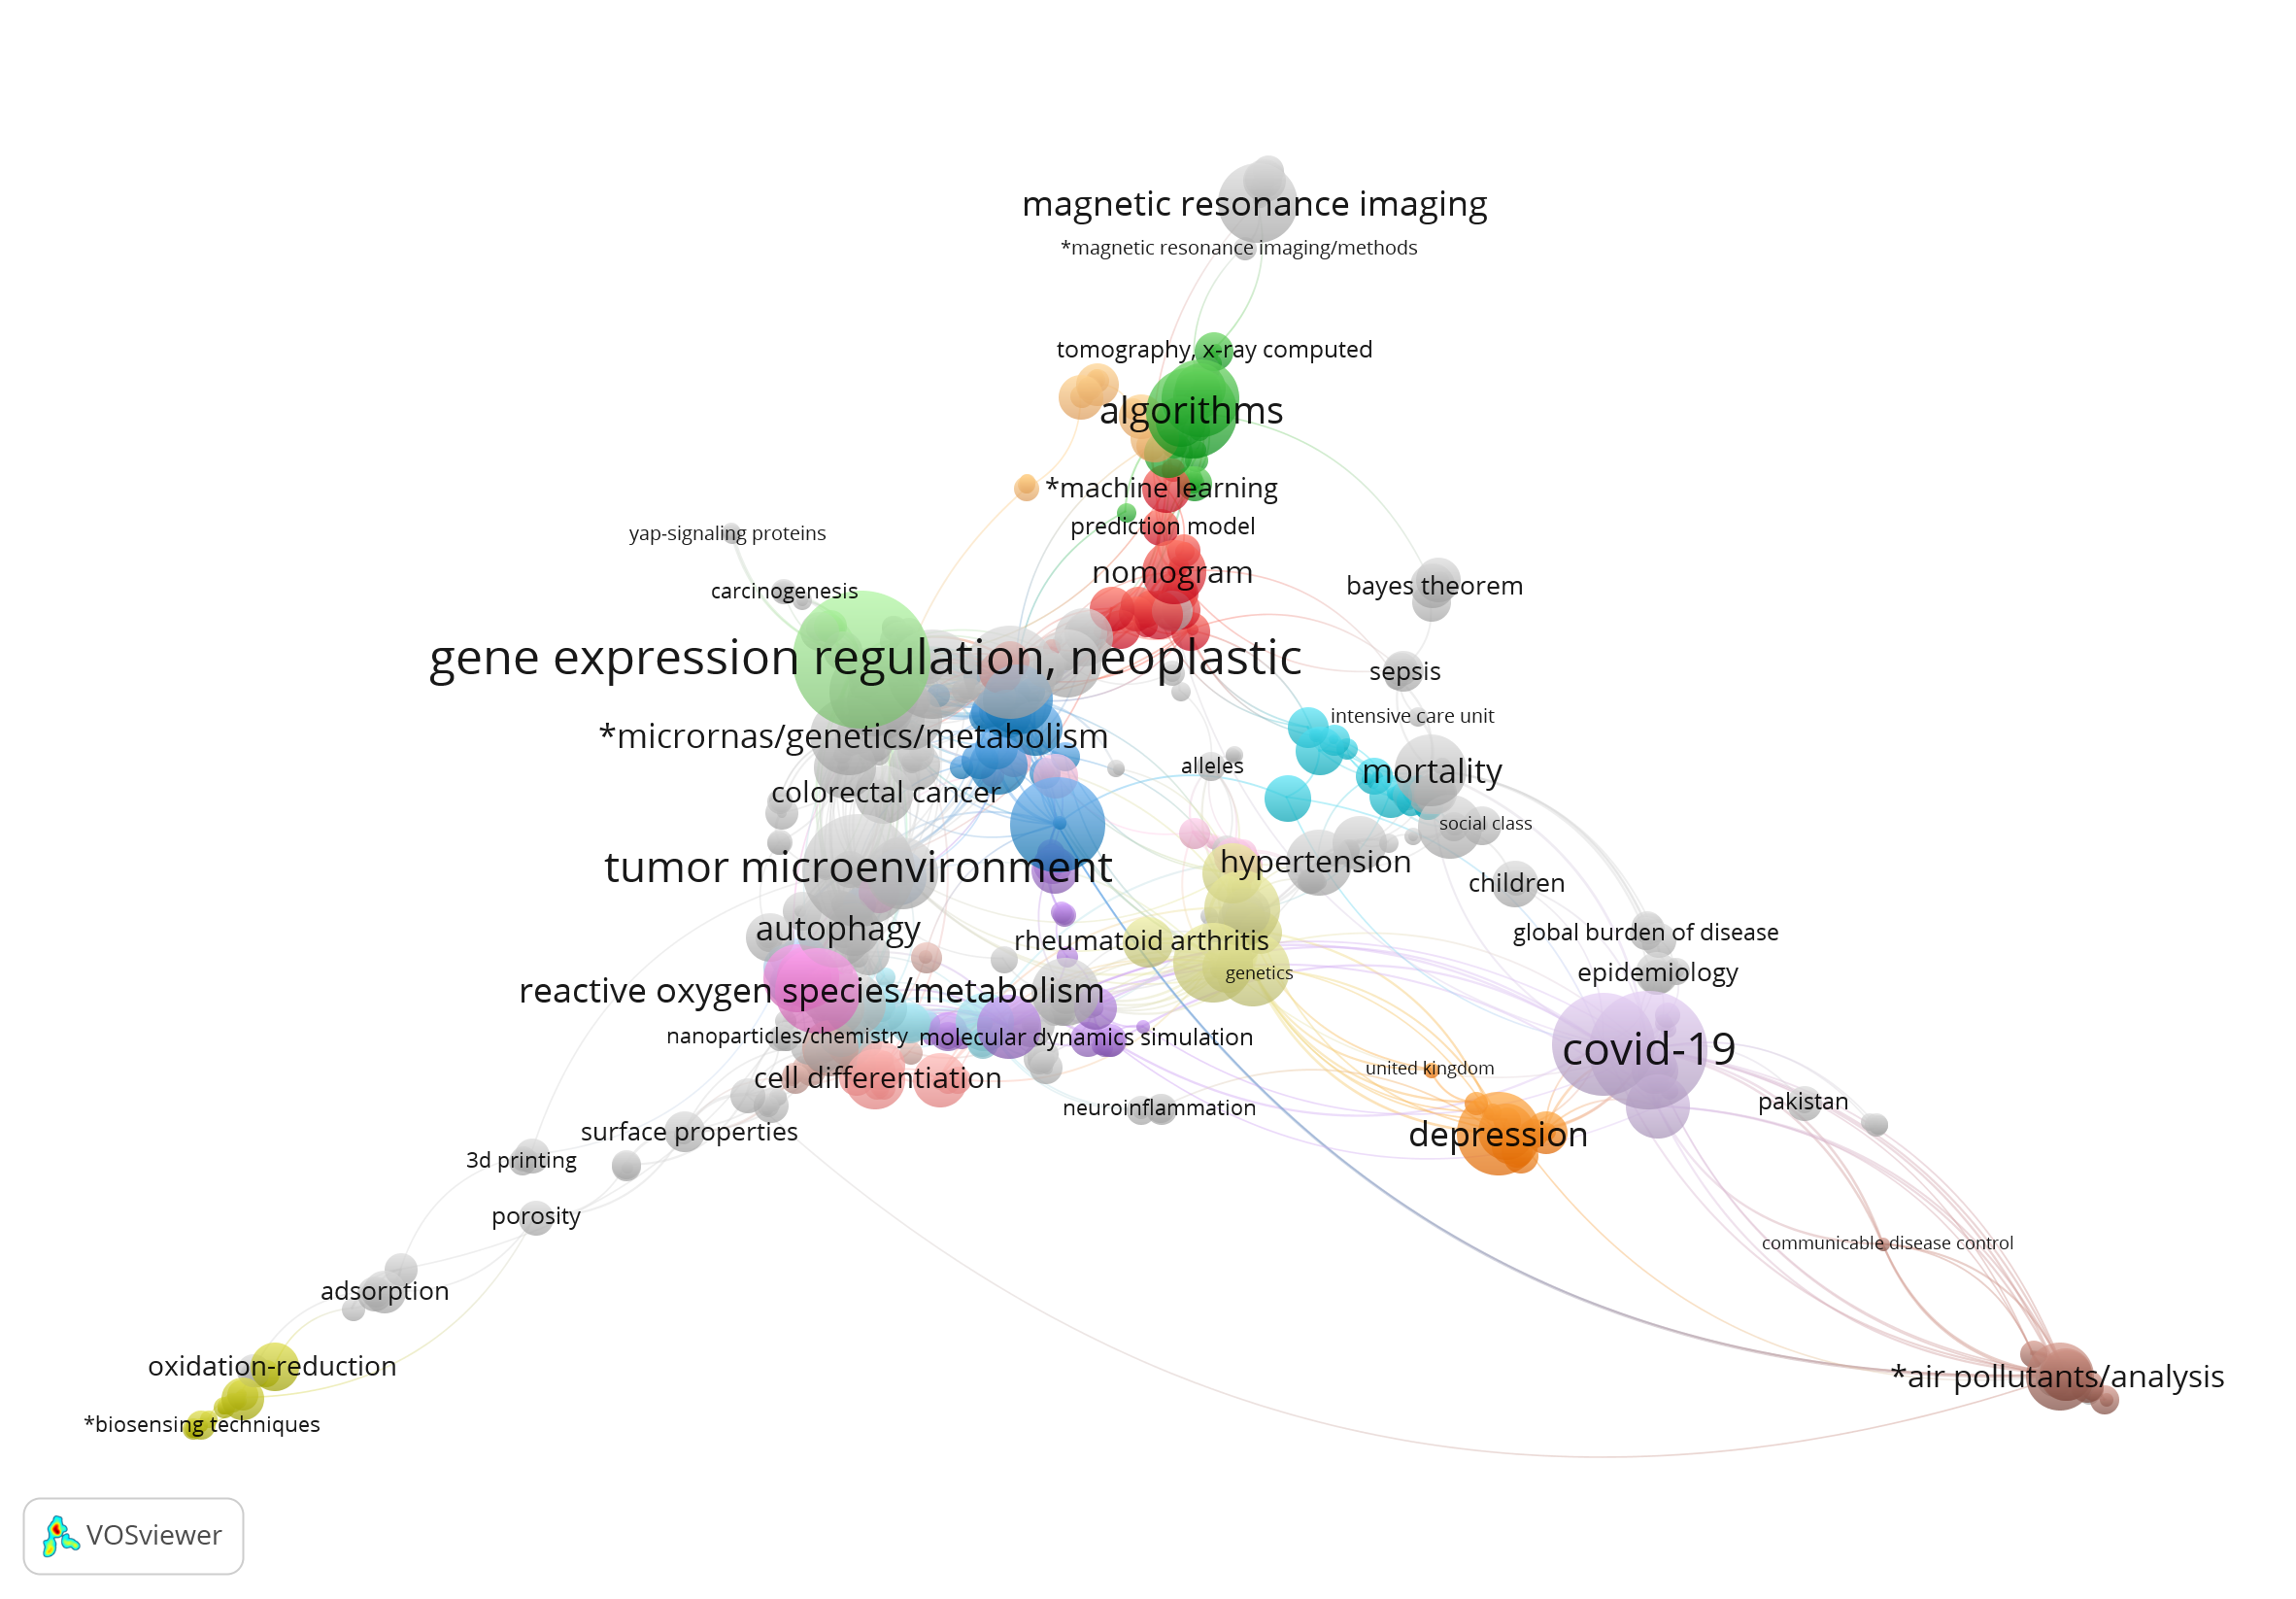 magnetic resonance imaging
*magnetic resonance imaging/methods
tomography, x-ray computed
algorithms
*machine learning
prediction model
yap-signaling proteins
nomogram
bayes theorem
carcinogenesis
gene expression regulation, neoplastic
sepsis
intensive care unit
*micrornas/genetics/metabolism
alleles
mortality
colorectal cancer
social class
tumor microenvironment
hypertension
children
autophagy
rheumatoid arthritis
global burden of disease
genetics
epidemiology
reactive oxygen species/metabolism
nanoparticles/chemistry
molecular dynamics simulation
covid-19
united kingdom
cell differentiation
neuroinflammation
pakistan
surface properties
depression
3d printing
porosity
communicable disease control
adsorption
oxidation-reduction
*air pollutants/analysis
*biosensing techniques
VOSviewer